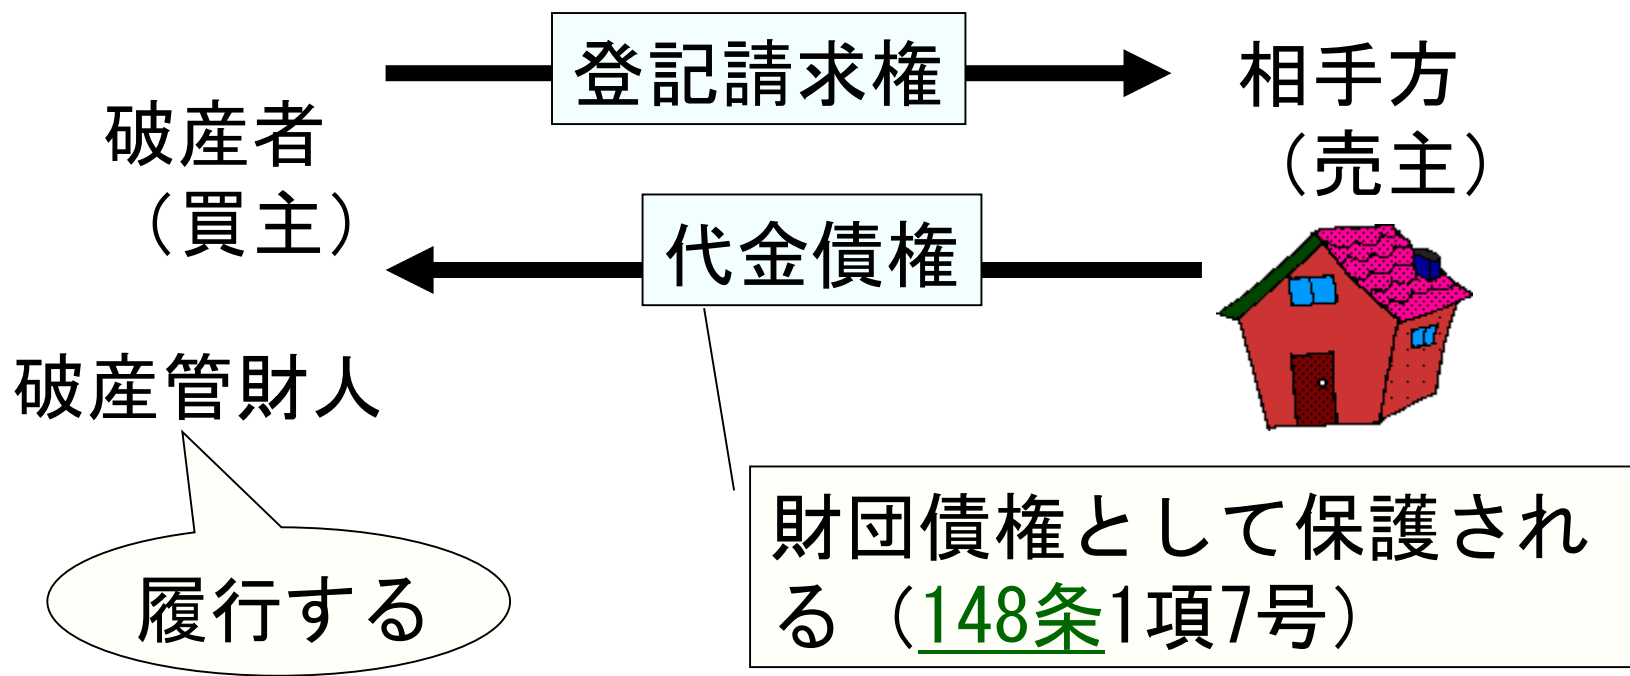 登記請求権
相手方
（売主）
破産者
（買主）
代金債権
破産管財人
履行する
財団債権として保護され
る（148条1項7号）